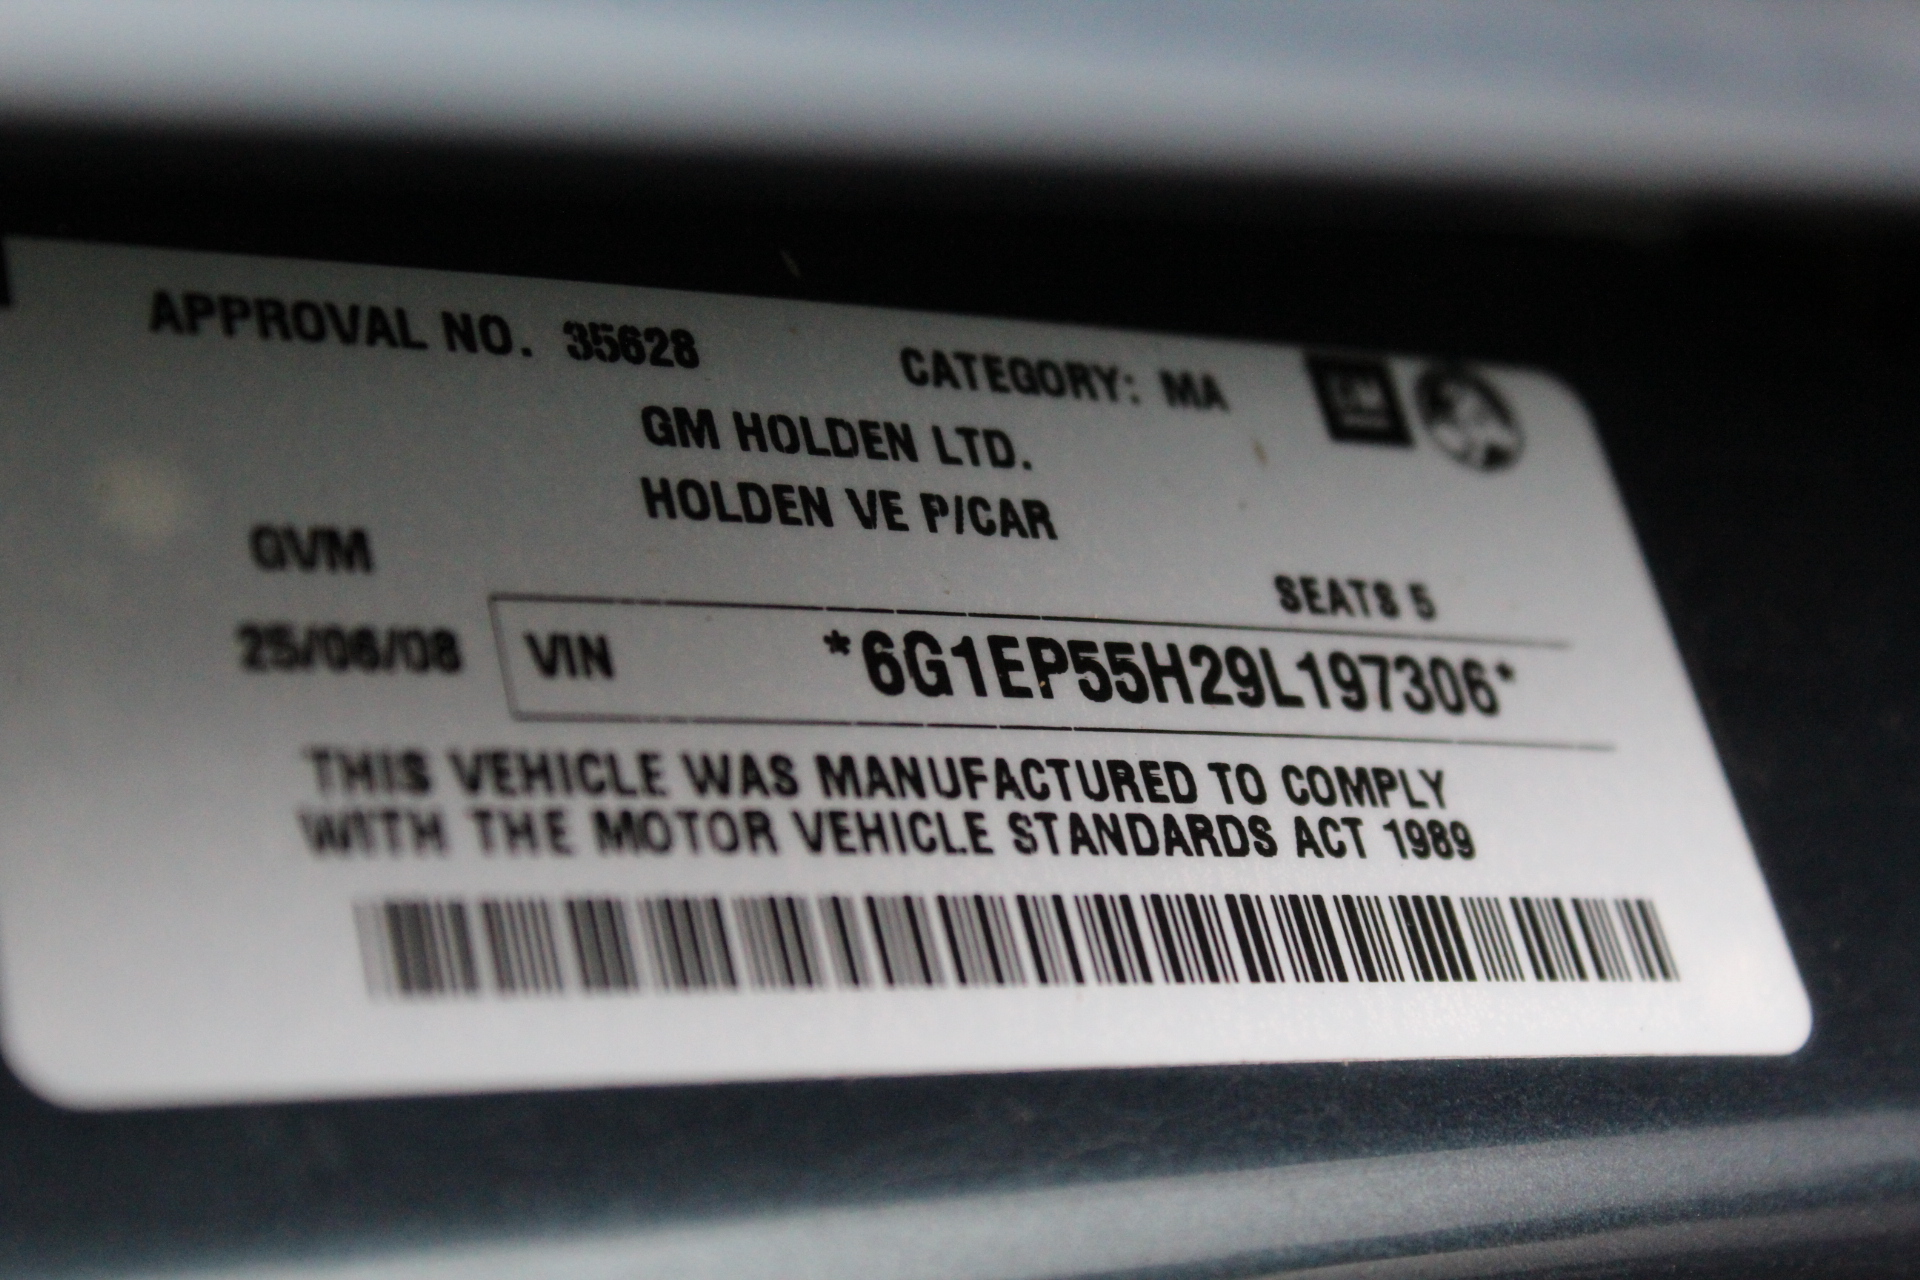 APPROVAL NO. 35628 CATEGORY: MA
GM HOLDEN LTD.
HOLDEN VE P/CAR
GVM
SEATS 5
25/06/08 VIN *6G1EP55H29L197306*
THIS VEHICLE WAS MANUFACTURED TO COMPLY
WITH THE MOTOR VEHICLE STANDARDS ACT 1989